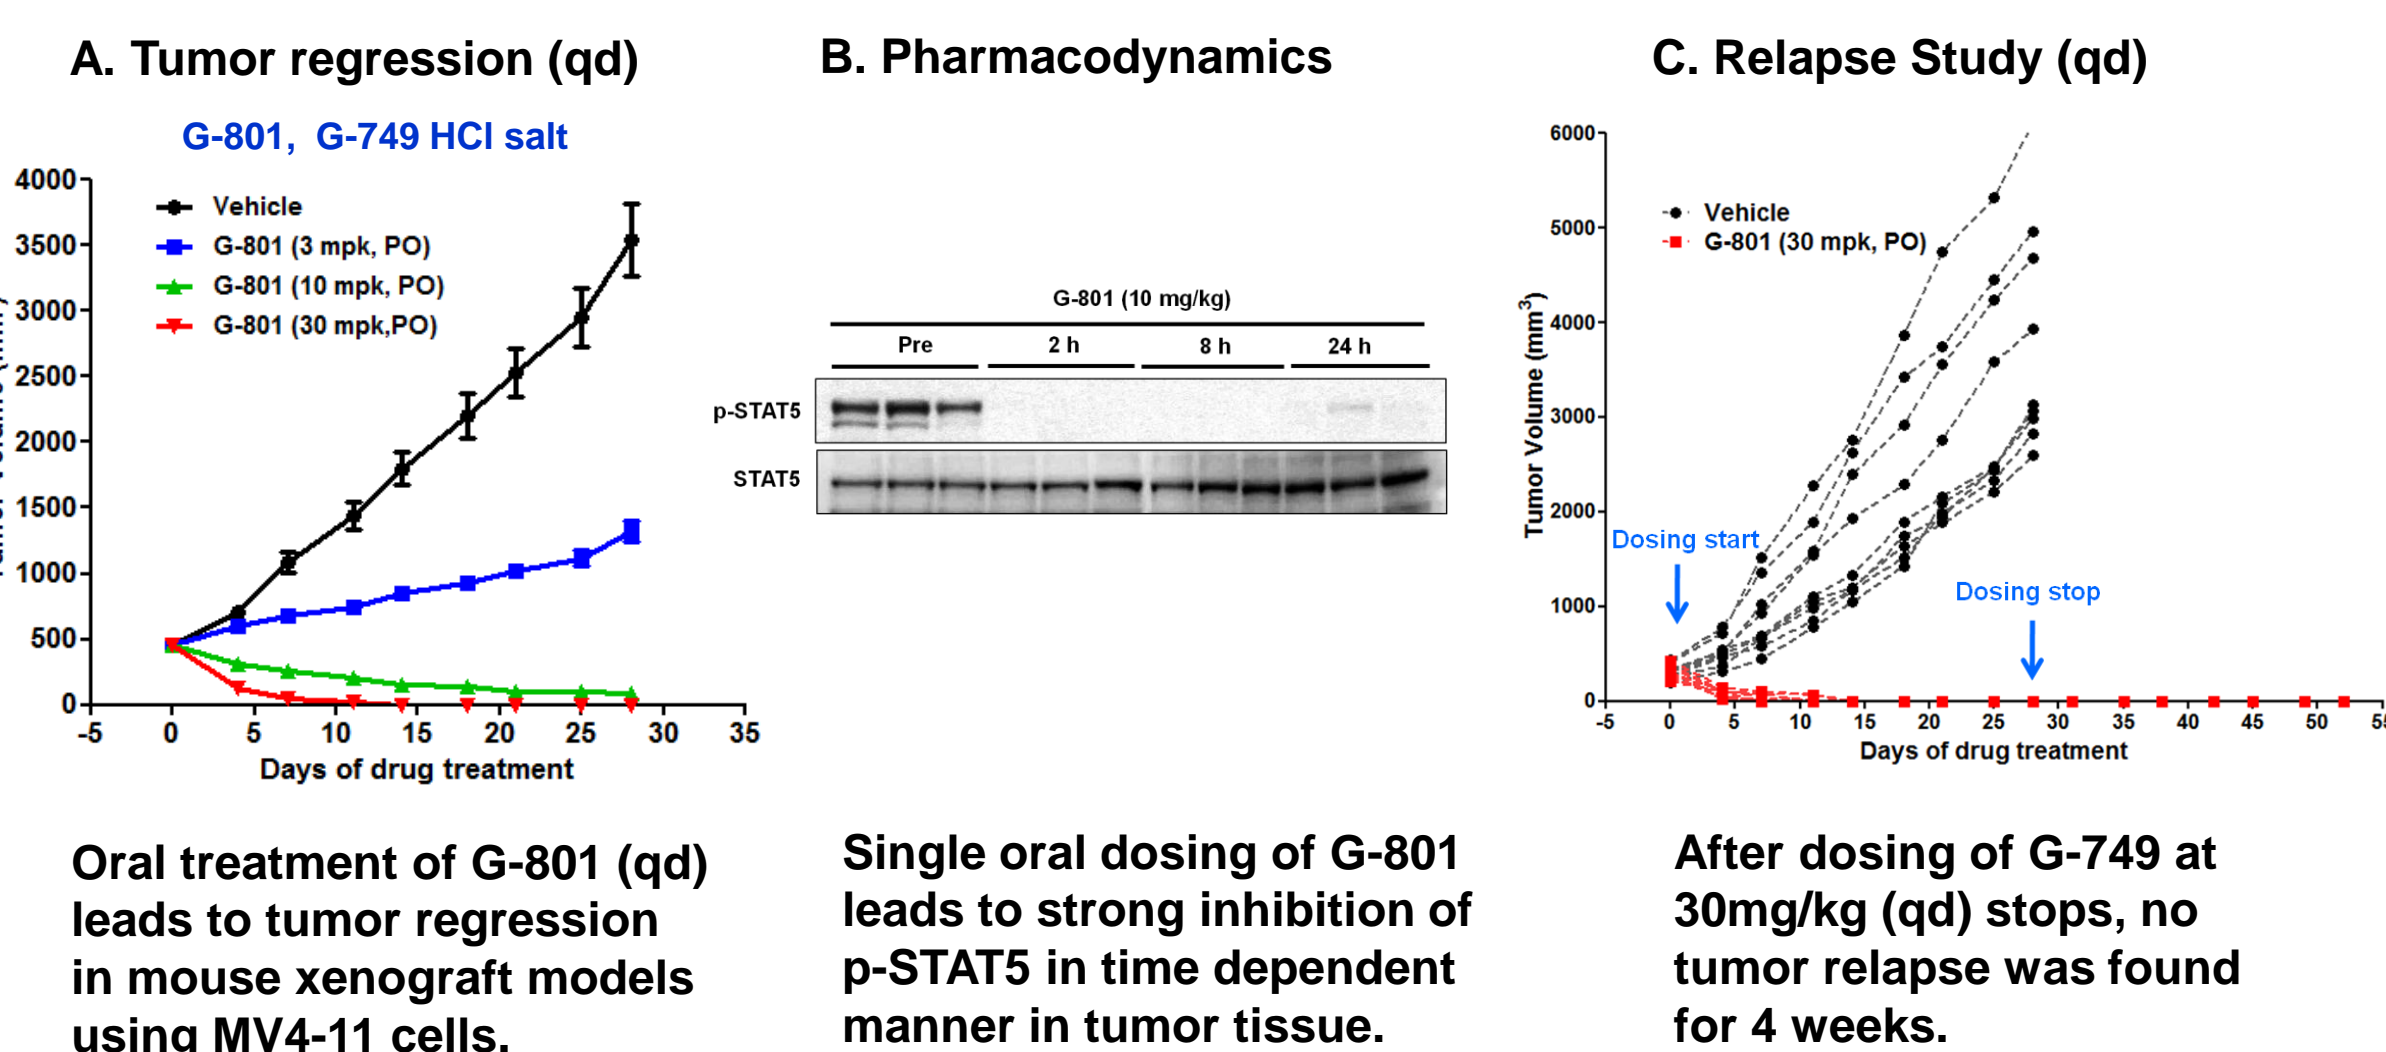 A. Tumor regression (qd)
G-801, G-749 HCl salt
4000
3500
3000
2500
2000
1500
1000
500
0
Vehicle
G-801 (3 mpk, PO)
G-801 (10 mpk, PO)
G-801 (30 mpk,PO)
-5 0 5 10 15 20 25 30 35
Days of drug treatment
Oral treatment of G-801 (qd)
leads to tumor regression
in mouse xenograft models
using MV4-11 cells.
B. Pharmacodynamics
G-801 (10 mg/kg)
Pre 2 h 8 h 24 h
p-STAT5
STAT5
Single oral dosing of G-801
leads to strong inhibition of
p-STAT5 in time dependent
manner in tumor tissue.
C. Relapse Study (qd)
Tumor Volume (mm³)
6000
5000
4000
3000
2000
1000
0
Vehicle
G-801 (30 mpk, PO)
Dosing start
Dosing stop
-5 0 5 10 15 20 25 30 35 40 45 50
Days of drug treatment
After dosing of G-749 at
30mg/kg (qd) stops, no
tumor relapse was found
for 4 weeks.